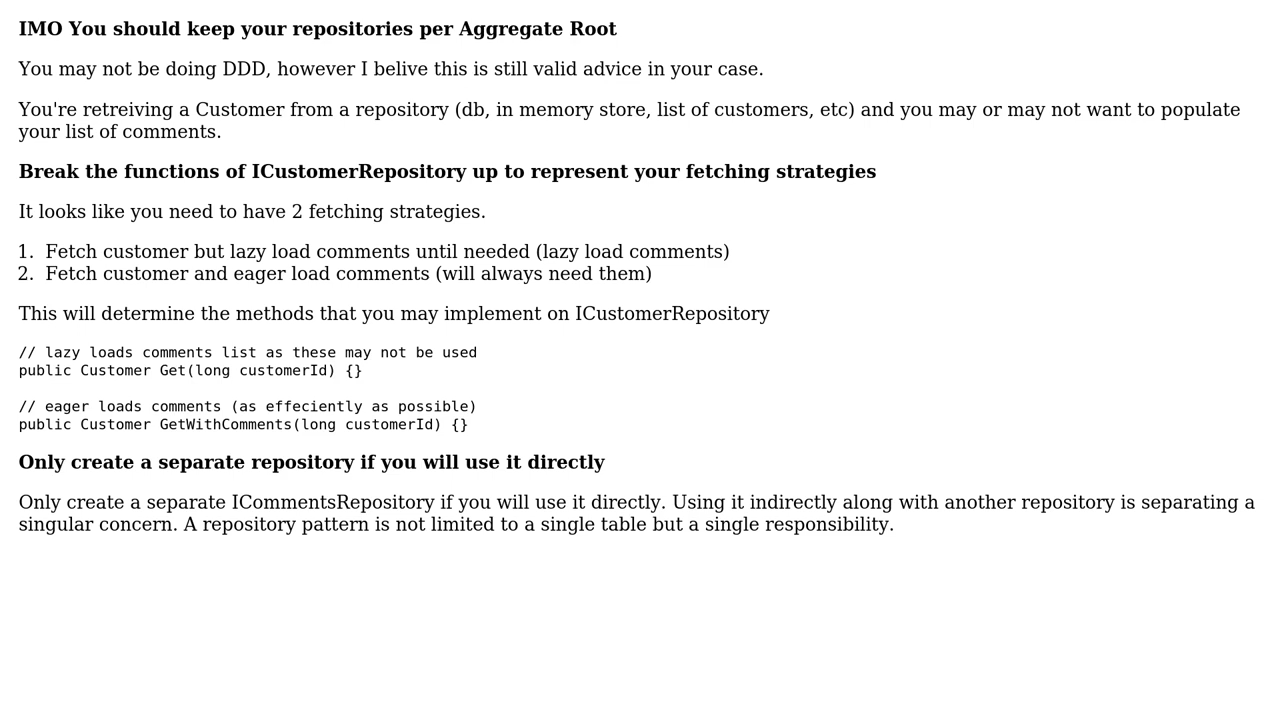 IMO You should keep your repositories per Aggregate Root
You may not be doing DDD, however I belive this is still valid advice in your case.
You're retreiving a Customer from a repository (db, in memory store, list of customers, etc) and you may or may not want to populate
your list of comments.
Break the functions of ICustomerRepository up to represent your fetching strategies
It looks like you need to have 2 fetching strategies.
1. Fetch customer but lazy load comments until needed (lazy load comments)
2. Fetch customer and eager load comments (will always need them)
This will determine the methods that you may implement on ICustomerRepository
// lazy loads comments list as these may not be used
public Customer Get(long customerId) {}
// eager loads comments (as effeciently as possible)
public Customer GetWithComments(long customerId) {}
Only create a separate repository if you will use it directly
Only create a separate ICommentsRepository if you will use it directly. Using it indirectly along with another repository is separating a
singular concern. A repository pattern is not limited to a single table but a single responsibility.